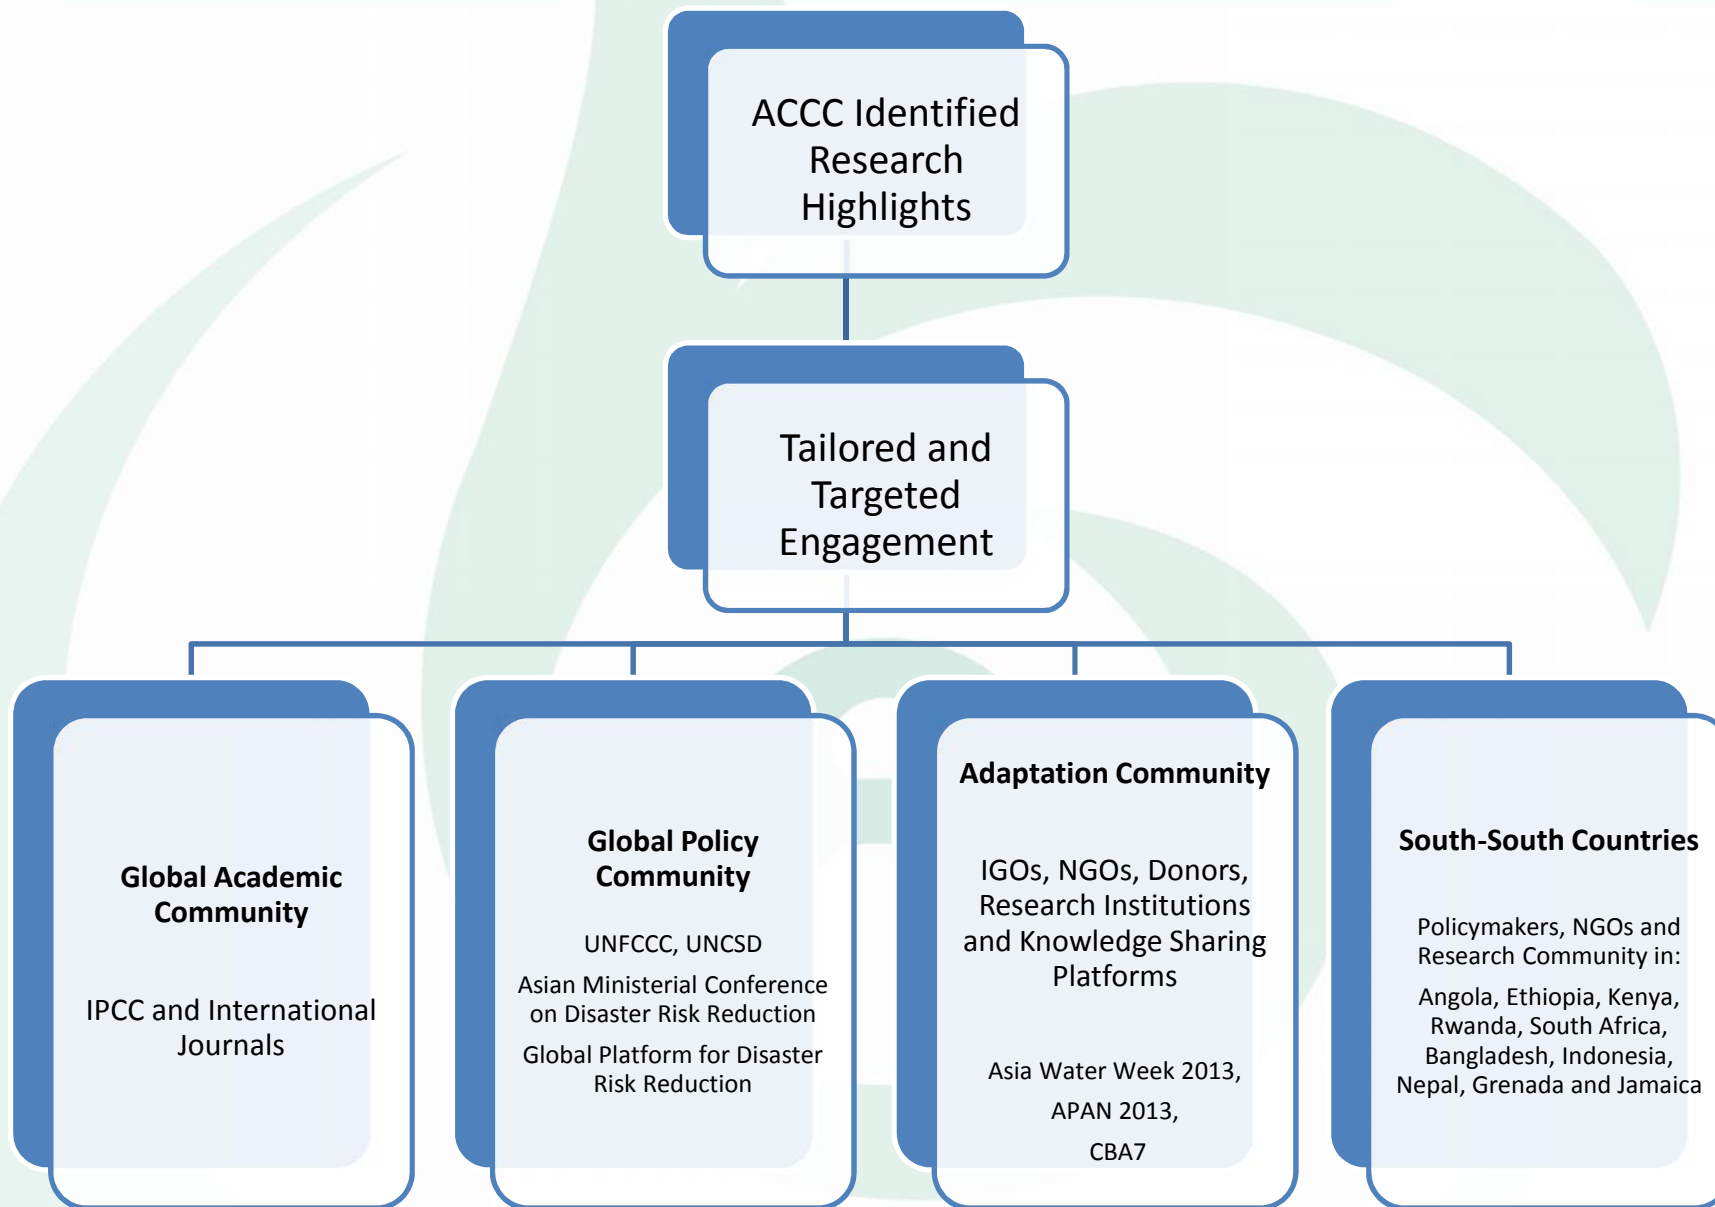 ACCC Identified
Research
Highlights
Tailored and
Targeted
Engagement
Global Academic
Community
IPCC and International
Journals
Global Policy
Community
UNFCCC, UNCSD
Asian Ministerial Conference
on Disaster Risk Reduction
Global Platform for Disaster
Risk Reduction
Adaptation Community
IGOs, NGOs, Donors,
Research Institutions
and Knowledge Sharing
Platforms
Asia Water Week 2013,
APAN 2013,
CBA7
South-South Countries
Policymakers, NGOs and
Research Community in:
Angola, Ethiopia, Kenya,
Rwanda, South Africa,
Bangladesh, Indonesia,
Nepal, Grenada and Jamaica